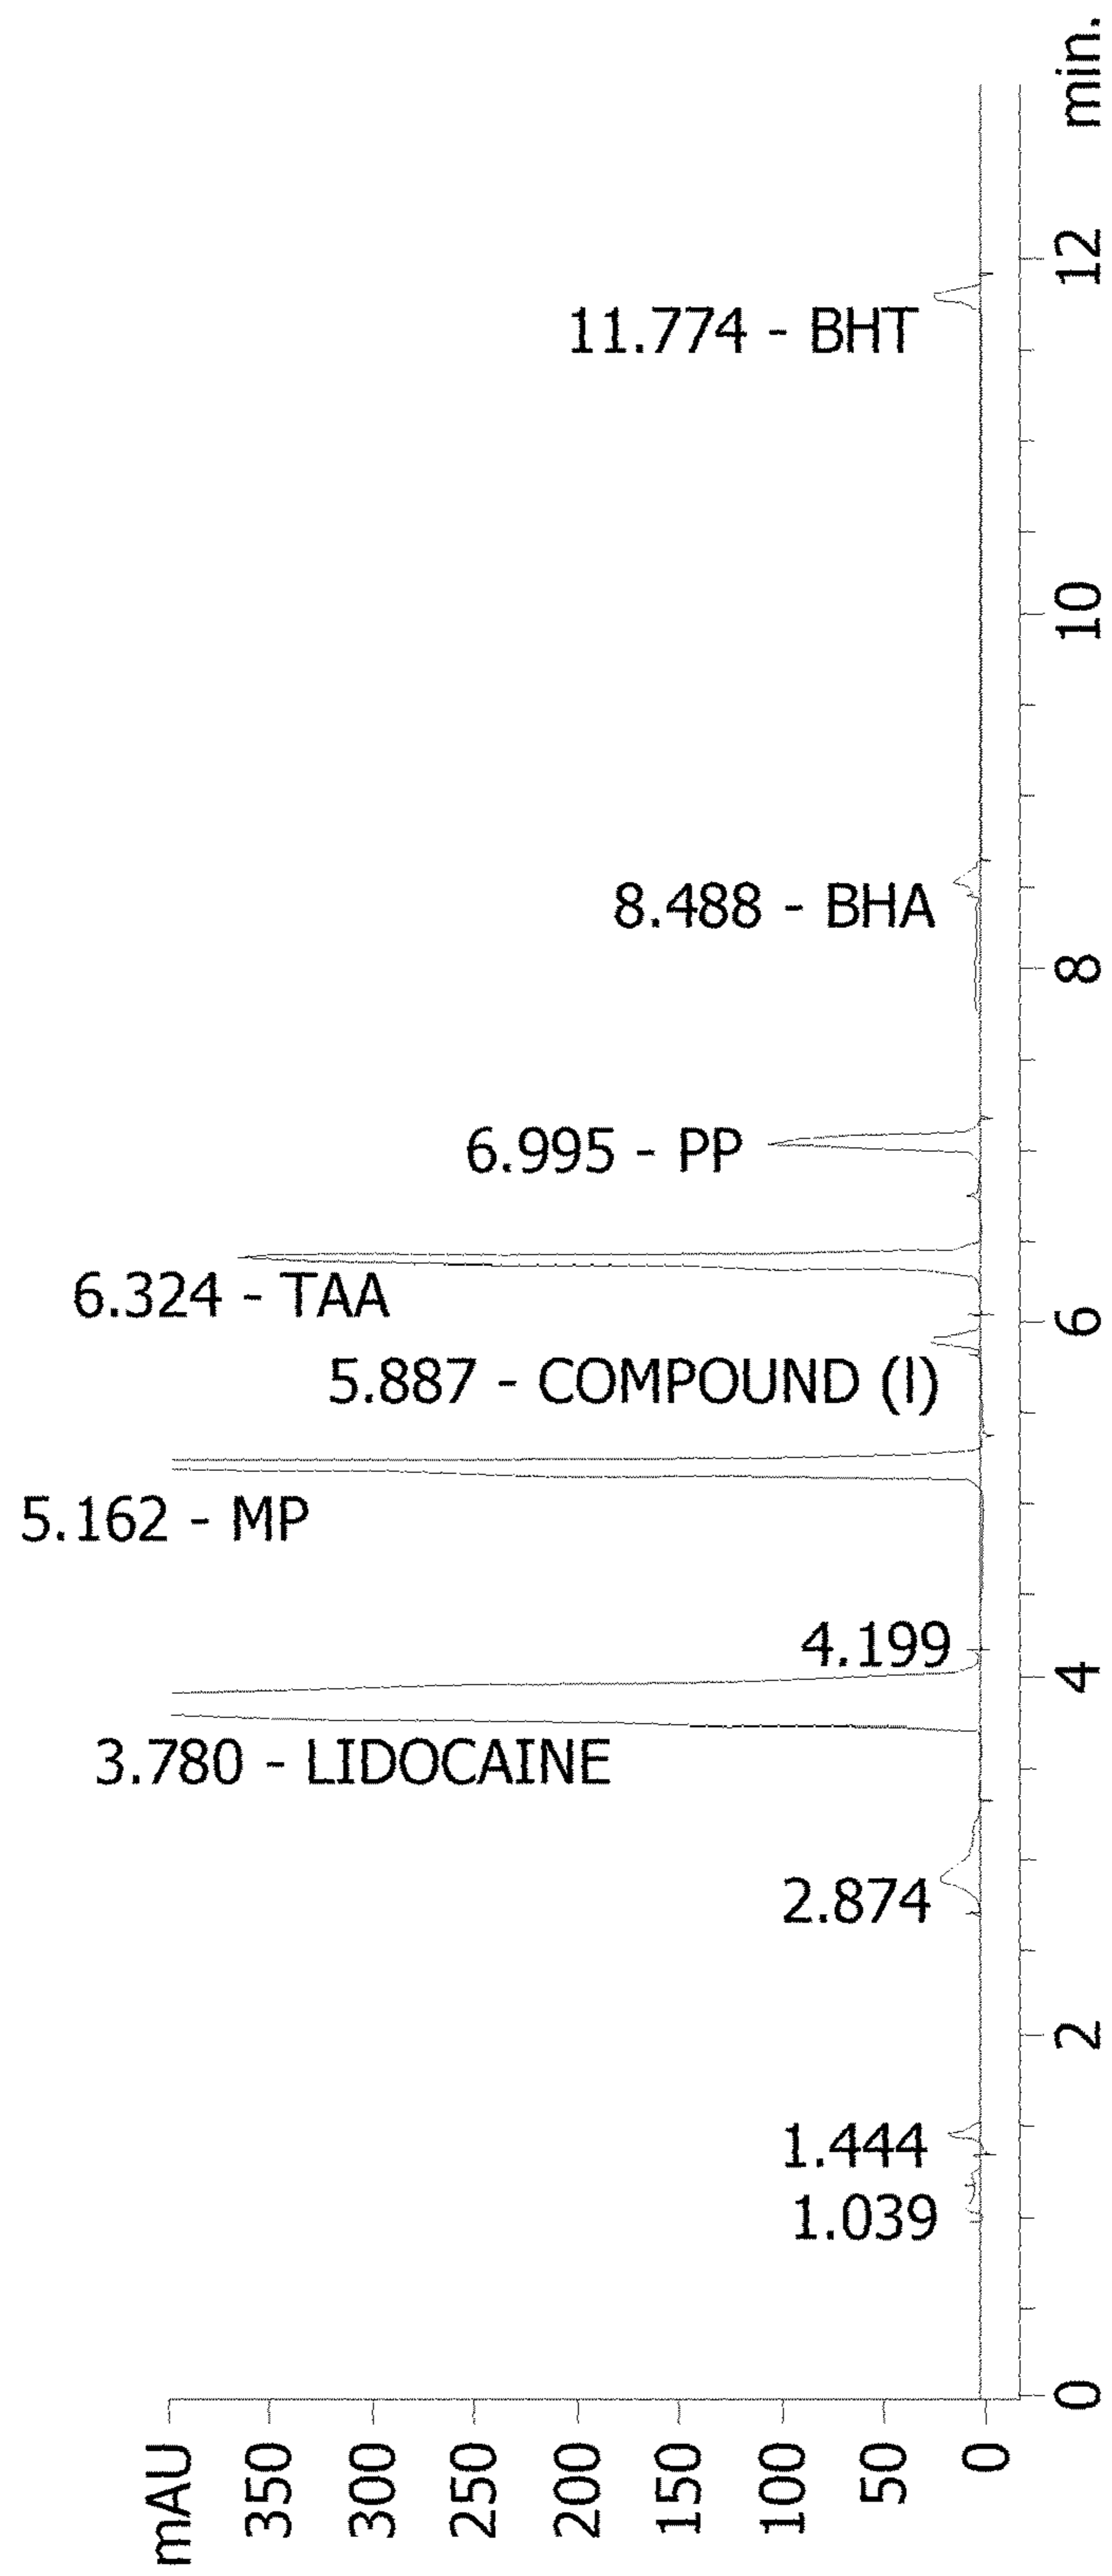 11.774 - BHT
8.488 - BHA
6.995 - PP
6.324 - TAA
5.887 - COMPOUND (I)
5.162 - MP
4.199
3.780 - LIDOCAINE
2.874
1.444
1.039
min.
12
10
8
6
4
2
0
mAU
350
300
250
200
150
100
50
0